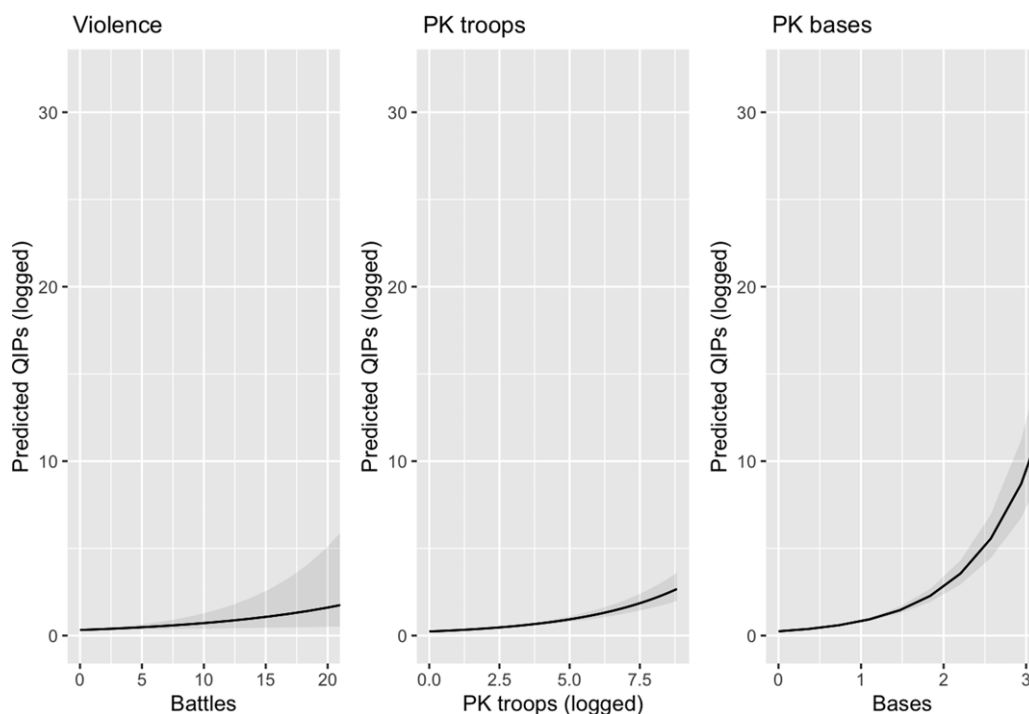 Violence
PK troops
PK bases
Predicted QIPs (logged)
30
20
10
0
0
5
10
15
20
Battles
Predicted QIPs (logged)
30
20
10
0
0.0
2.5
5.0
7.5
PK troops (logged)
Predicted QIPs (logged)
30
20
10
0
0
1
2
3
Bases